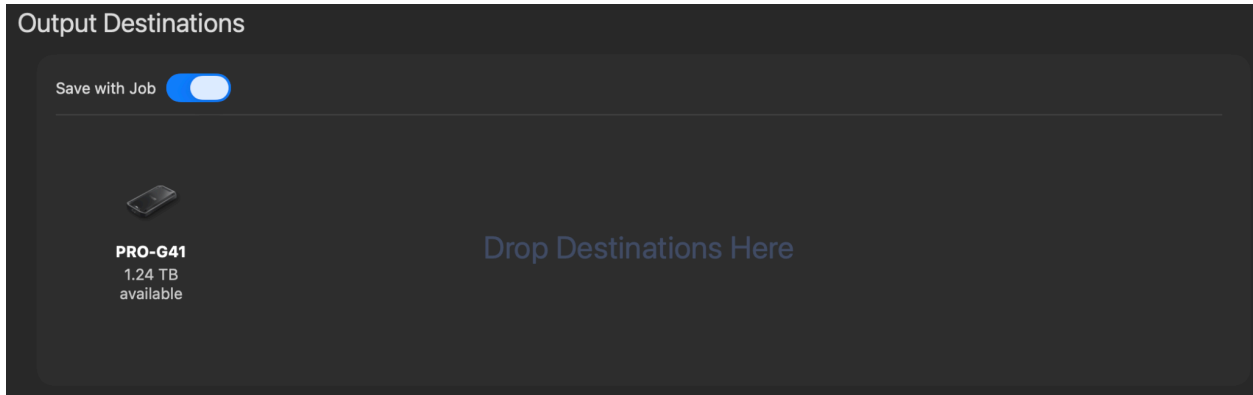 Output Destinations
Save with Job
PRO-G41
1.24 TB
available
Drop Destinations Here